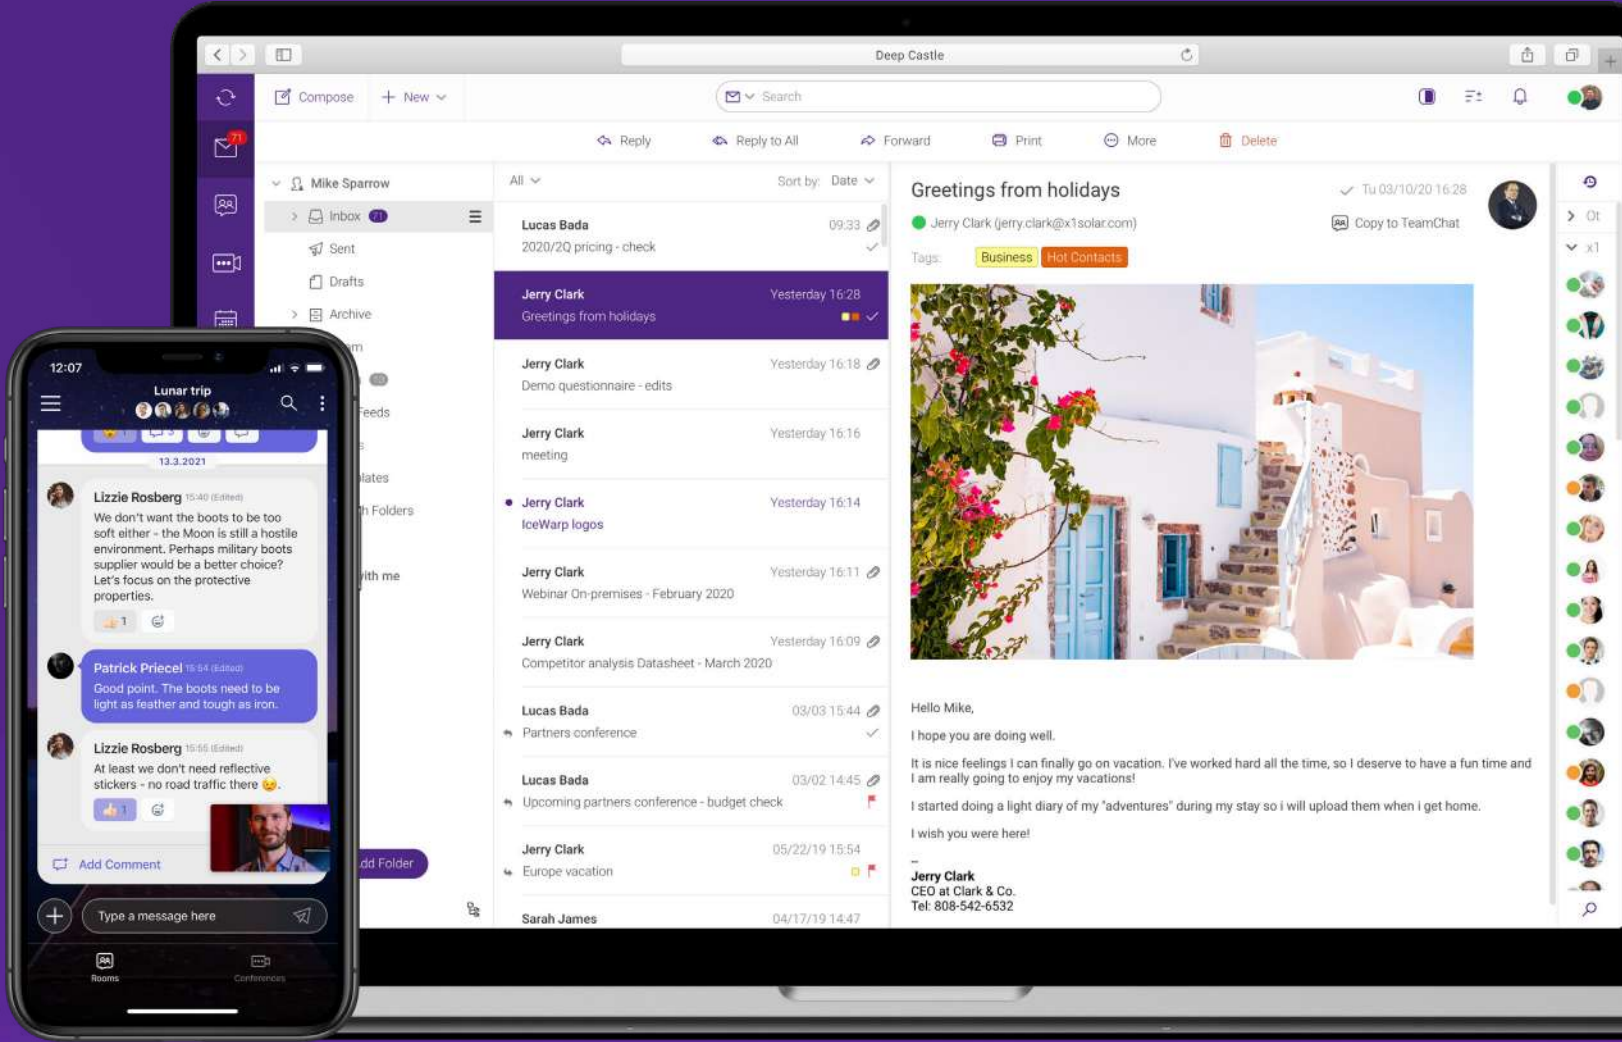 Deep Castle
Compose
New
Search
71
Reply
Reply to All
Forward
Print
More
Delete
Mike Sparrow
Inbox 71
Sent
Drafts
Archive
13
Feeds
Folders
with me
Add Folder
All
Sort by: Date
Lucas Bada 09:33
2020/2Q pricing - check
Jerry Clark Yesterday 16:28
Greetings from holidays
Jerry Clark Yesterday 16:18
Demo questionnaire - edits
Jerry Clark Yesterday 16:16
meeting
Jerry Clark Yesterday 16:14
IceWarp logos
Jerry Clark Yesterday 16:11
Webinar On-premises - February 2020
Jerry Clark Yesterday 16:09
Competitor analysis Datasheet - March 2020
Lucas Bada 03/03 15:44
Partners conference
Lucas Bada 03/02 14:45
Upcoming partners conference - budget check
Jerry Clark 05/22/19 15:54
Europe vacation
Sarah James 04/17/19 14:47
Greetings from holidays
Tu 03/10/20 16:28
Jerry Clark (jerry.clark@x1solar.com)
Copy to TeamChat
Tags: Business Hot Contacts
Ot
x1
Hello Mike,
I hope you are doing well.
It is nice feelings I can finally go on vacation. I've worked hard all the time, so I deserve to have a fun time and
I am really going to enjoy my vacations!
I started doing a light diary of my "adventures" during my stay so i will upload them when i get home.
I wish you were here!
--
Jerry Clark
CEO at Clark & Co.
Tel: 808-542-6532
12:07
Lunar trip
13.3.2021
Lizzie Rosberg 15:40 (Edited)
We don't want the boots to be too
soft either - the Moon is still a hostile
environment. Perhaps military boots
supplier would be a better choice?
Let's focus on the protective
properties.
1
Patrick Priecel 15:54 (Edited)
Good point. The boots need to be
light as feather and tough as iron.
Lizzie Rosberg 15:55 (Edited)
At least we don't need reflective
stickers - no road traffic there 😉.
1
Add Comment
Type a message here
Rooms
Conferences